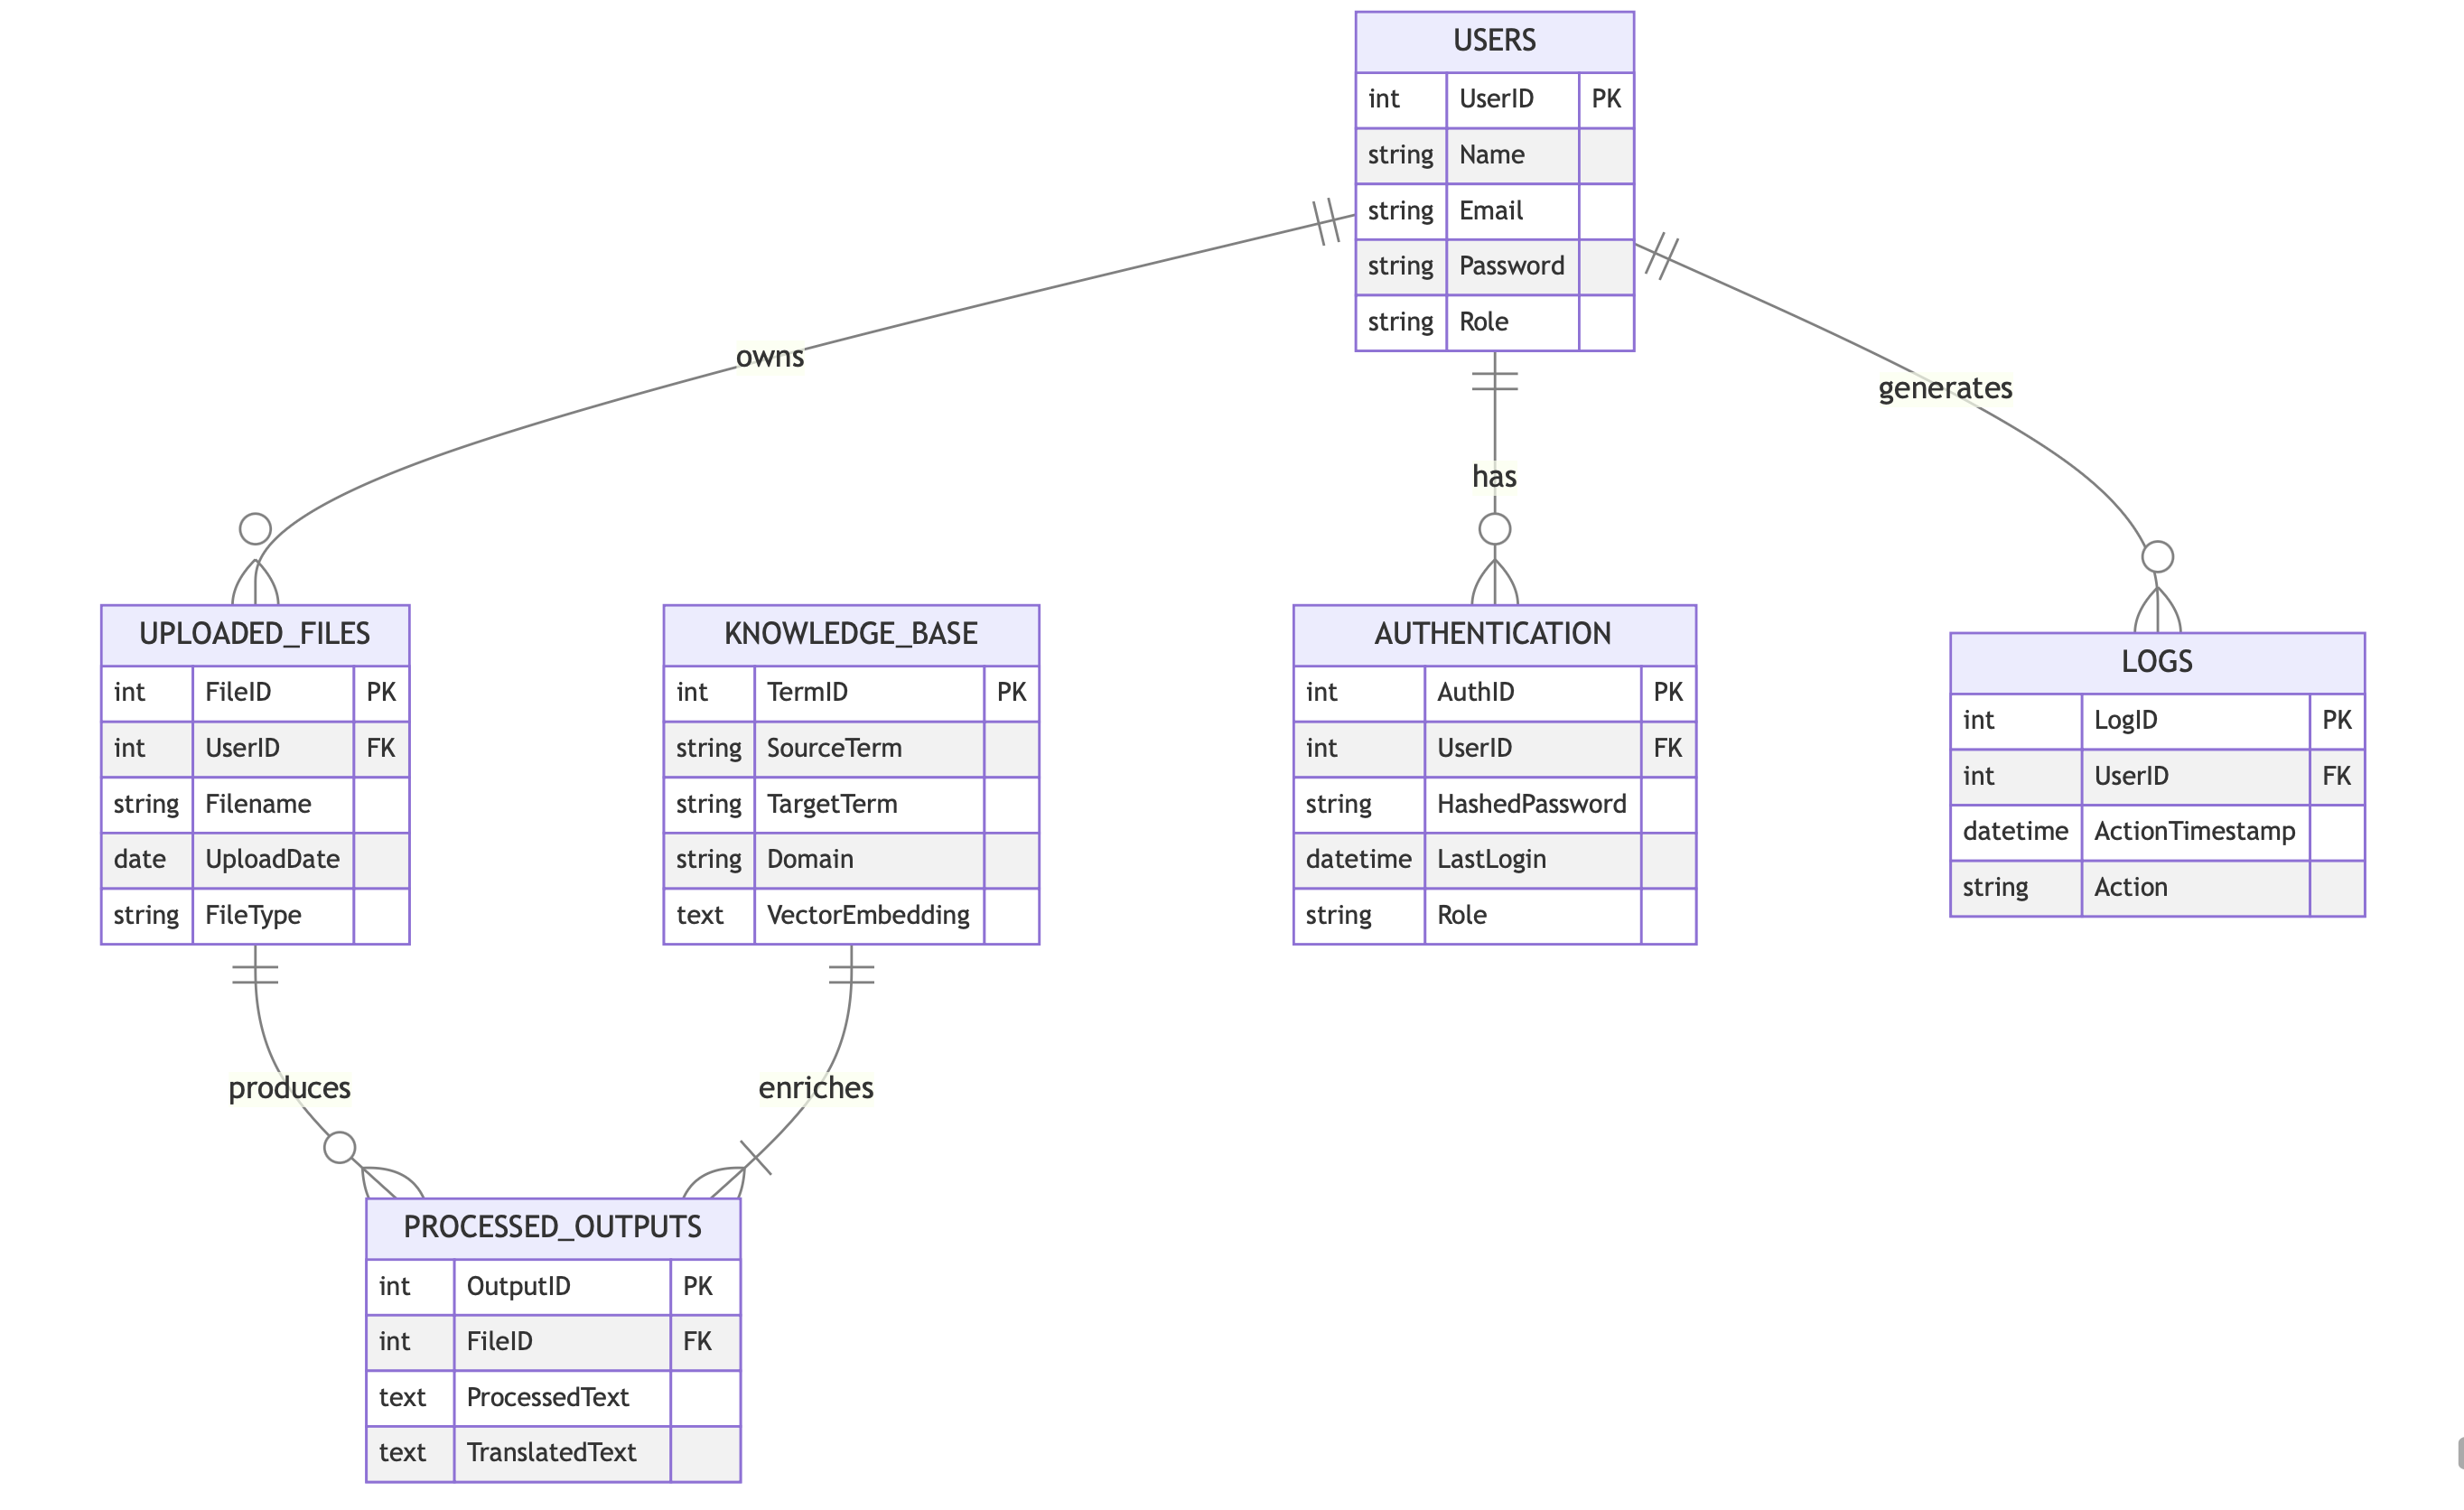 USERS
int UserID PK
string Name
string Email
string Password
string Role
owns
has
generates
UPLOADED_FILES
int FileID PK
int UserID FK
string Filename
date UploadDate
string FileType
KNOWLEDGE_BASE
int TermID PK
string SourceTerm
string TargetTerm
string Domain
text VectorEmbedding
AUTHENTICATION
int AuthID PK
int UserID FK
string HashedPassword
datetime LastLogin
string Role
LOGS
int LogID PK
int UserID FK
datetime ActionTimestamp
string Action
produces
enriches
PROCESSED_OUTPUTS
int OutputID PK
int FileID FK
text ProcessedText
text TranslatedText